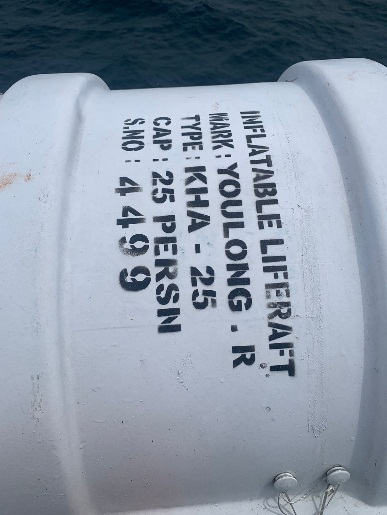 INFLATABLE LIFERAFT.
MARK : YOULONG . R
TYPE : KHA - 25
CAP : 25 PERSN
S.NO : 4499